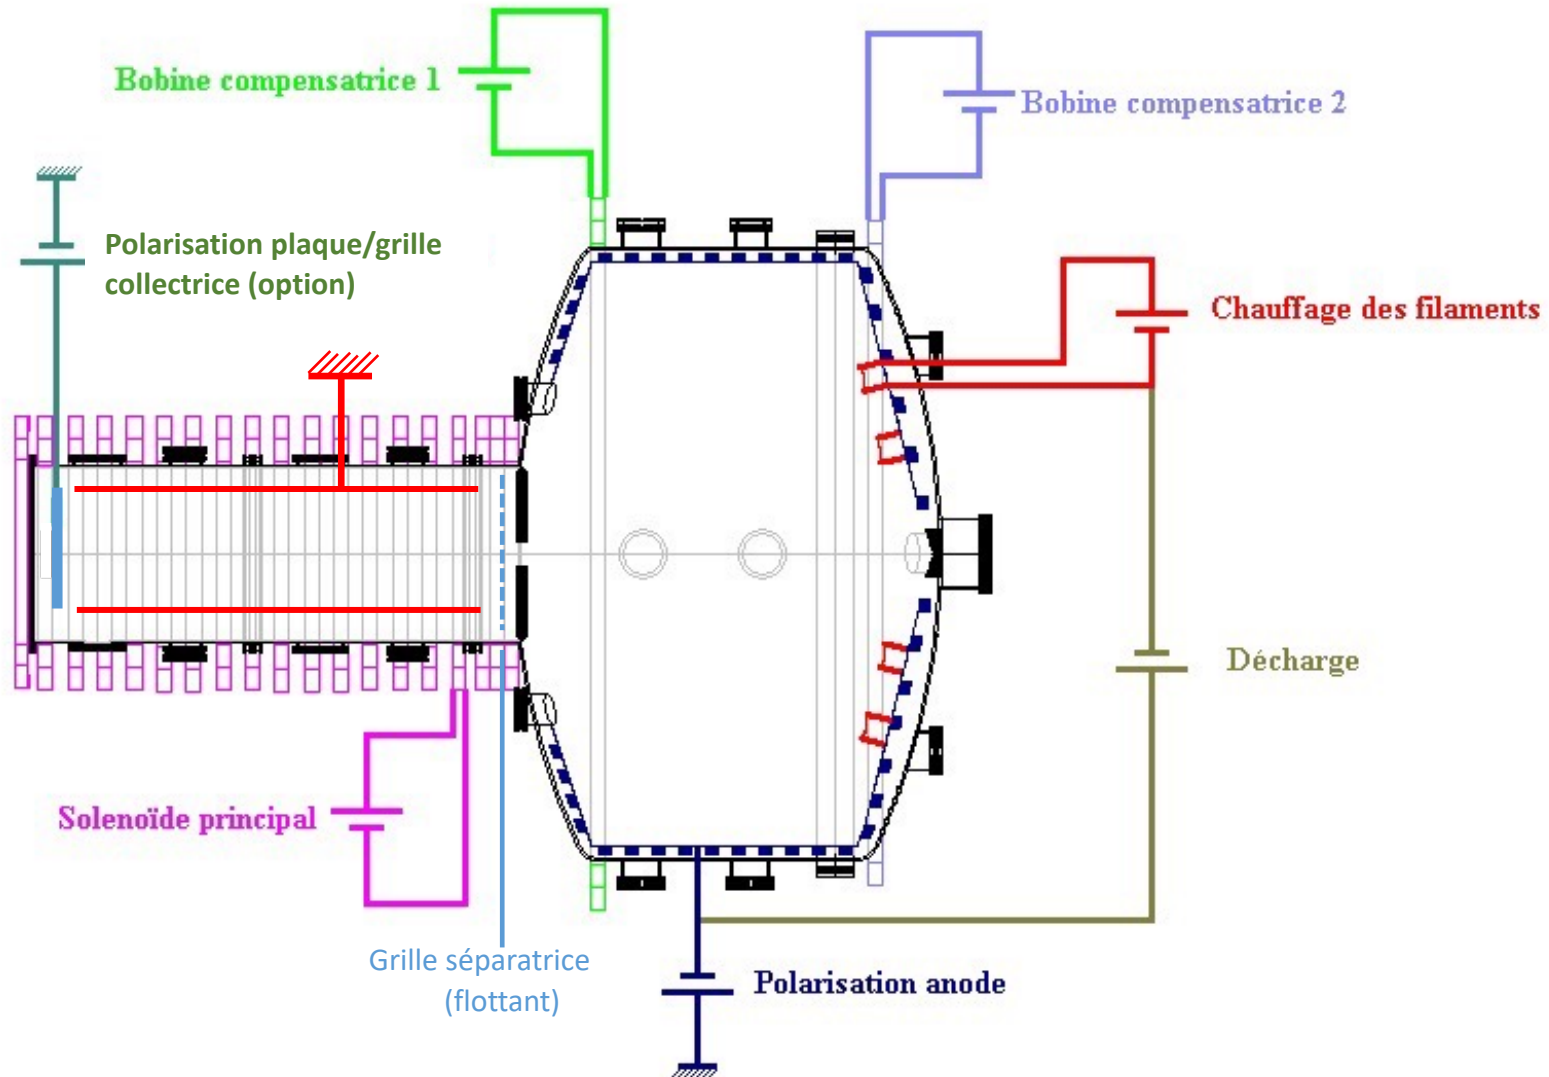 Bobine compensatrice 1
Bobine compensatrice 2
Polarisation plaque/grille
collectrice (option)
Chauffage des filaments
Décharge
Solenoïde principal
Grille séparatrice
(flottant)
Polarisation anode